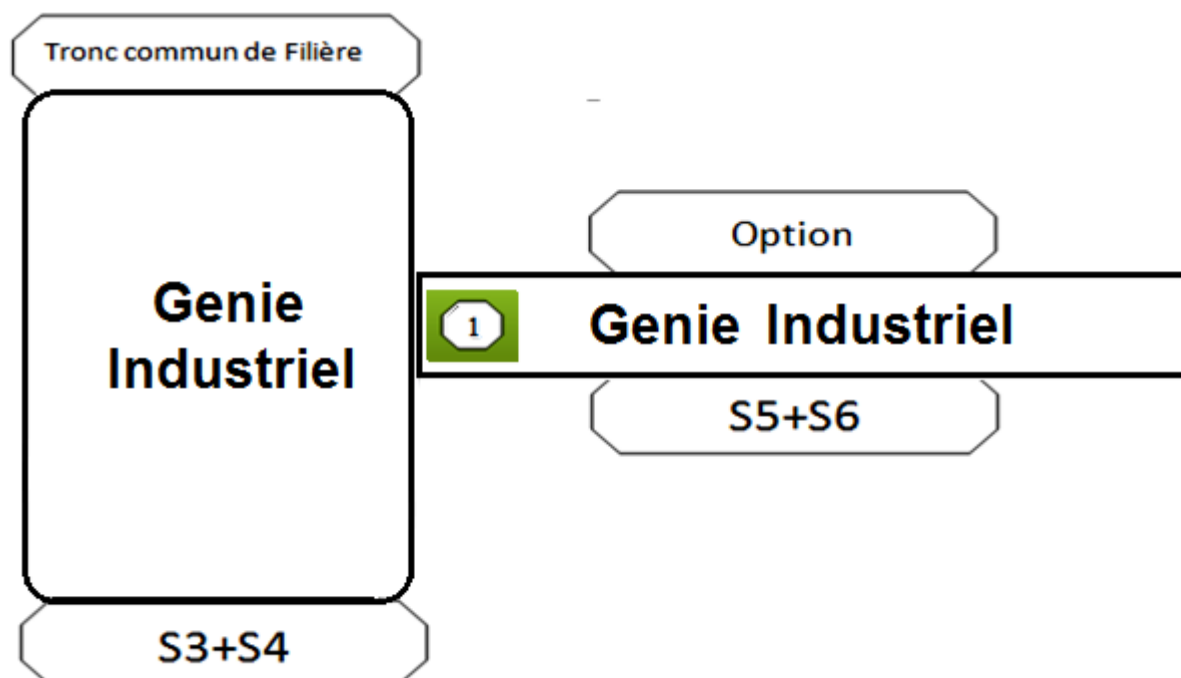 Tronc commun de Filière
Genie
Industriel
S3+S4
Option
1
Genie Industriel
S5+S6